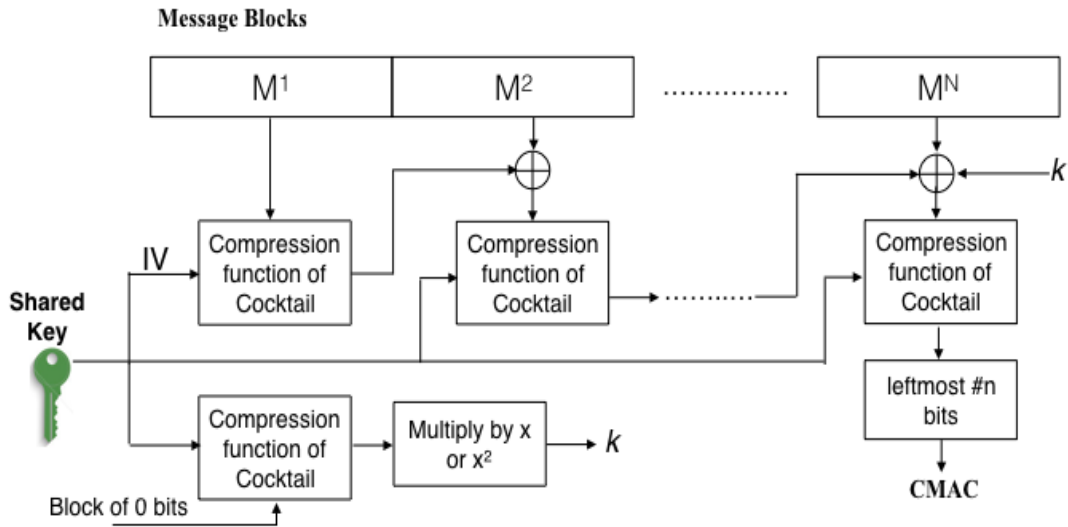 Message Blocks
M1
M2
................
MN
k
Compression
function of
Cocktail
IV
Compression
function of
Cocktail
...........
Compression
function of
Cocktail
Shared
Key
leftmost #n
bits
Compression
function of
Cocktail
Multiply by x
or x²
k
CMAC
Block of 0 bits